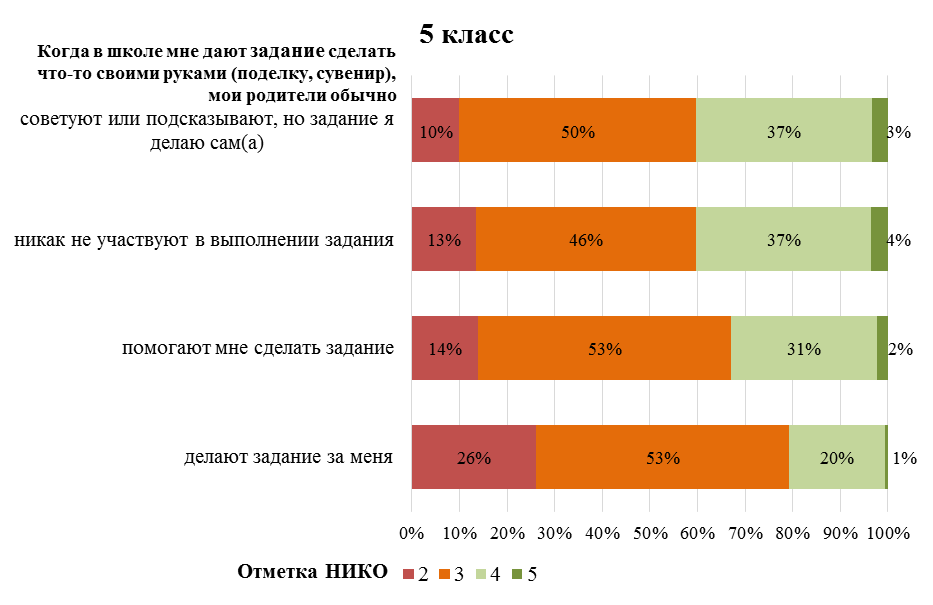 5 класс
Когда в школе мне дают задание сделать
что-то своими руками (поделку, сувенир),
мои родители обычно
советуют или подсказывают, но задание я
делаю сам(а)
10% 50% 37% 3%
никак не участвуют в выполнении задания
13% 46% 37% 4%
помогают мне сделать задание
14% 53% 31% 2%
делают задание за меня
26% 53% 20% 1%
0% 10% 20% 30% 40% 50% 60% 70% 80% 90% 100%
Отметка НИКО 2 3 4 5